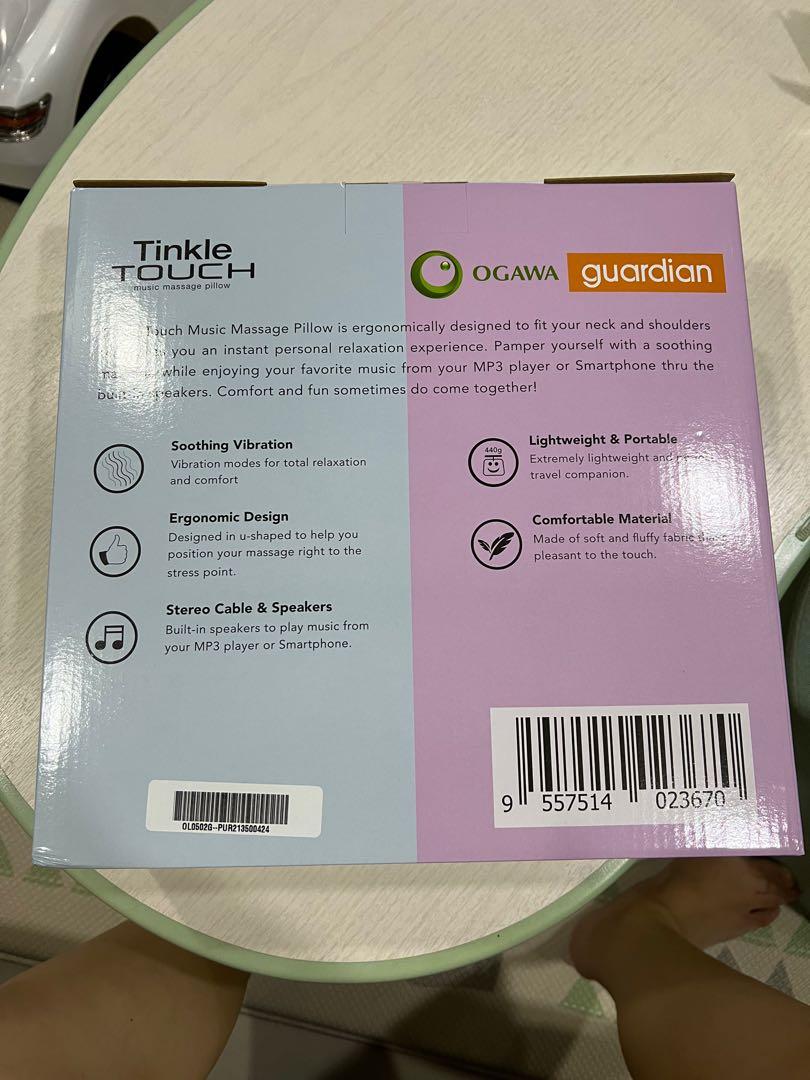 Tinkle
TOUCH
music massage pillow
OGAWA
guardian
Touch Music Massage Pillow is ergonomically designed to fit your neck and shoulders
you an instant personal relaxation experience. Pamper yourself with a soothing
while enjoying your favorite music from your MP3 player or Smartphone thru the
built-in speakers. Comfort and fun sometimes do come together!
Soothing Vibration
Vibration modes for total relaxation
and comfort
Ergonomic Design
Designed in u-shaped to help you
position your massage right to the
stress point.
Stereo Cable & Speakers
Built-in speakers to play music from
your MP3 player or Smartphone.
440g
Lightweight & Portable
Extremely lightweight and
travel companion.
Comfortable Material
Made of soft and fluffy fabric
pleasant to the touch.
OL0502G--PUR213500424
9 557514 023670